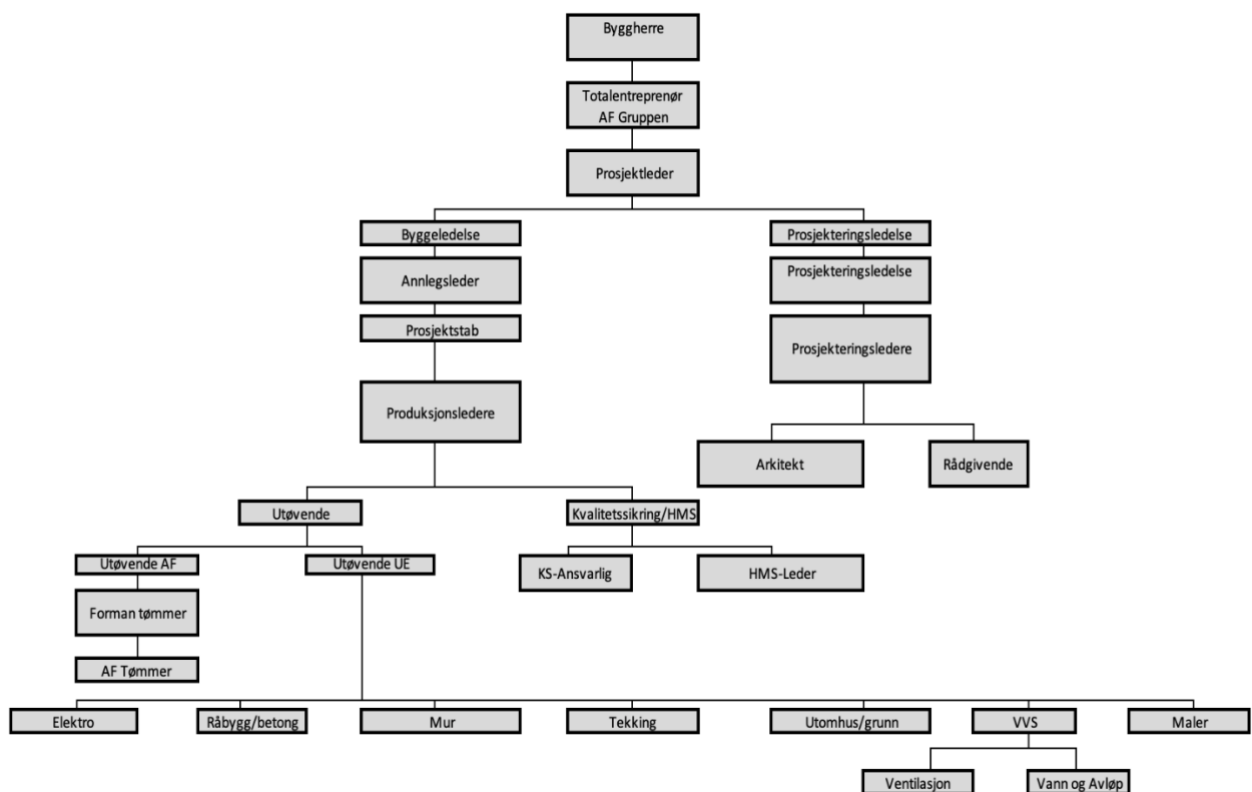 Byggherre
Totalentreprenør
AF Gruppen
Prosjektleder
Byggeledelse
Prosjekteringsledelse
Annlegsleder
Prosjekteringsledelse
Prosjektstab
Prosjekteringsledere
Produksjonsledere
Arkitekt
Rådgivende
Utøvende
Kvalitetssikring/HMS
Utøvende AF
Utøvende UE
KS-Ansvarlig
HMS-Leder
Forman tømmer
AF Tømmer
Elektro
Råbygg/betong
Mur
Tekking
Utomhus/grunn
VVS
Maler
Ventilasjon
Vann og Avløp